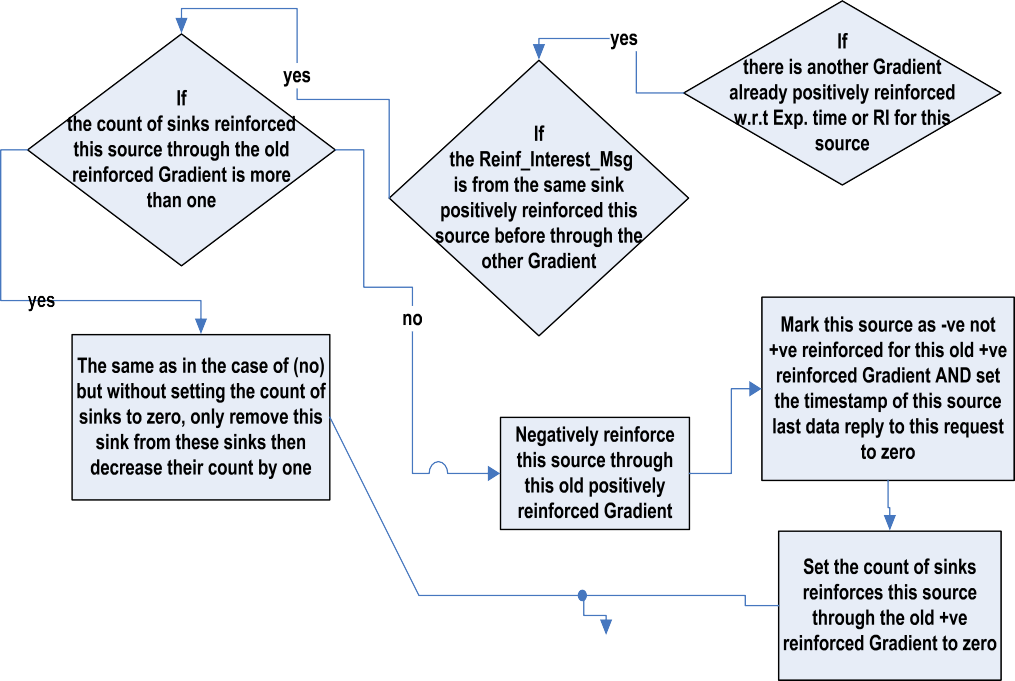 If
there is another Gradient
already positively reinforced
w.r.t Exp. time or RI for this
source
yes
If
the Reinf_Interest_Msg
is from the same sink
positively reinforced this
source before through the
other Gradient
yes
If
the count of sinks reinforced
this source through the old
reinforced Gradient is more
than one
yes
The same as in the case of (no)
but without setting the count of
sinks to zero, only remove this
sink from these sinks then
decrease their count by one
no
Negatively reinforce
this source through
this old positively
reinforced Gradient
Mark this source as -ve not
+ve reinforced for this old +ve
reinforced Gradient AND set
the timestamp of this source
last data reply to this request
to zero
Set the count of sinks
reinforces this source
through the old +ve
reinforced Gradient to zero